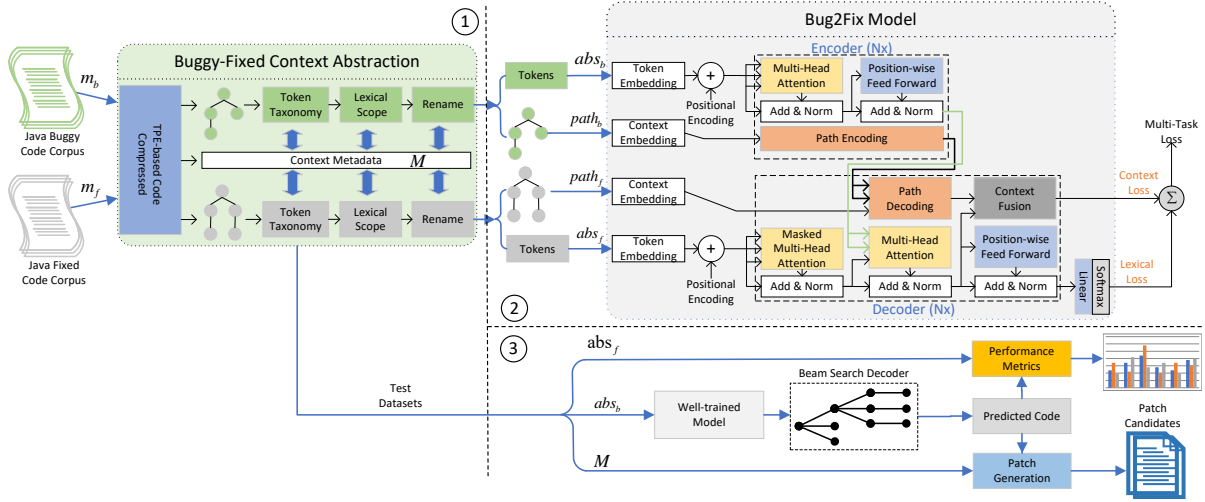 1
Buggy-Fixed Context Abstraction
m_b
Java Buggy
Code Corpus
m_f
Java Fixed
Code Corpus
TPE-based Code
Compressed
Token
Taxonomy
Lexical
Scope
Rename
Context Metadata M
Token
Taxonomy
Lexical
Scope
Rename
Tokens
Tokens
2
Bug2Fix Model
abs_b
path_b
path_f
abs_f
Token
Embedding
Positional
Encoding
Context
Embedding
Context
Embedding
Token
Embedding
Positional
Encoding
Encoder (Nx)
Multi-Head
Attention
Position-wise
Feed Forward
Add & Norm
Add & Norm
Path Encoding
Path
Decoding
Context
Fusion
Masked
Multi-Head
Attention
Multi-Head
Attention
Position-wise
Feed Forward
Add & Norm
Add & Norm
Add & Norm
Decoder (Nx)
Linear
Softmax
Multi-Task
Loss
Context
Loss
Σ
Lexical
Loss
3
Test
Datasets
abs_f
abs_b
M
Well-trained
Model
Beam Search Decoder
Performance
Metrics
Predicted Code
Patch
Generation
Patch
Candidates